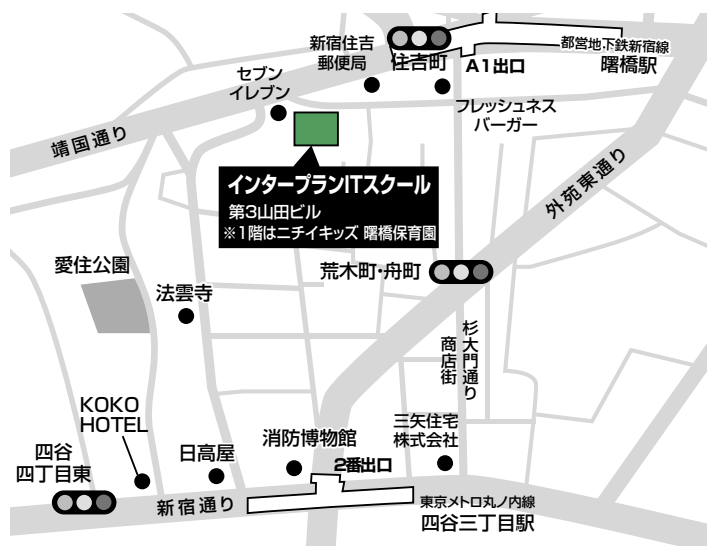 新宿住吉
郵便局
住吉町
A1出口
都営地下鉄新宿線
曙橋駅
セブン
イレブン
フレッシュネス
バーガー
靖国通り
インタープランITスクール
第3山田ビル
※1階はニチイキッズ 曙橋保育園
外苑東通り
愛住公園
法雲寺
荒木町・舟町
杉大門通り
商店街
KOKO
HOTEL
四谷
四丁目東
日高屋
消防博物館
2番出口
三矢住宅
株式会社
新宿通り
東京メトロ丸ノ内線
四谷三丁目駅